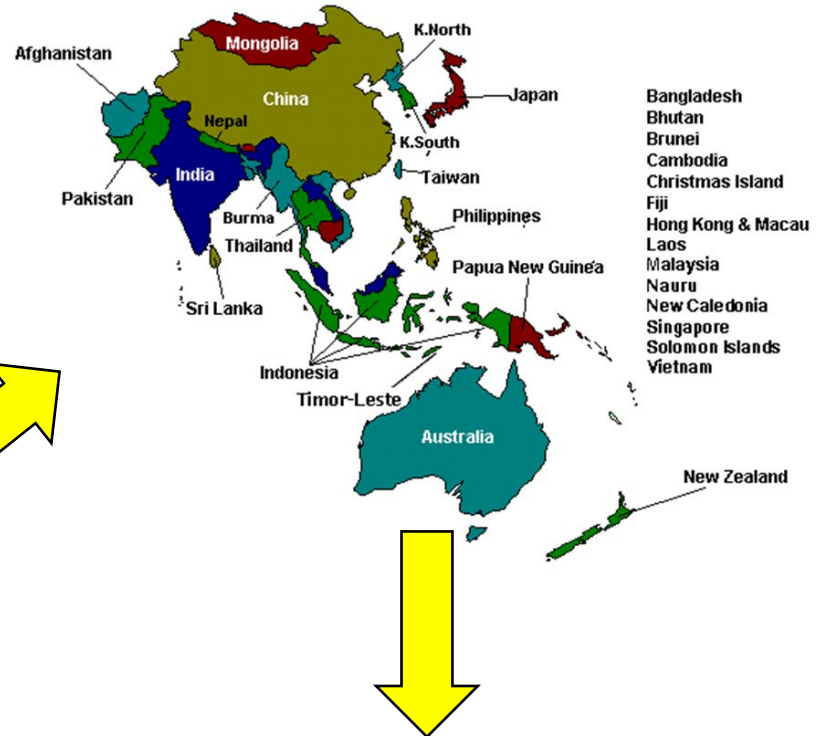 K.North
Mongolia
Afghanistan
China
Japan
Nepal
K.South
India
Taiwan
Pakistan
Burma
Philippines
Thailand
Papua New Guinea
Sri Lanka
Indonesia
Timor-Leste
Australia
New Zealand
Bangladesh
Bhutan
Brunei
Cambodia
Christmas Island
Fiji
Hong Kong & Macau
Laos
Malaysia
Nauru
New Caledonia
Singapore
Solomon Islands
Vietnam